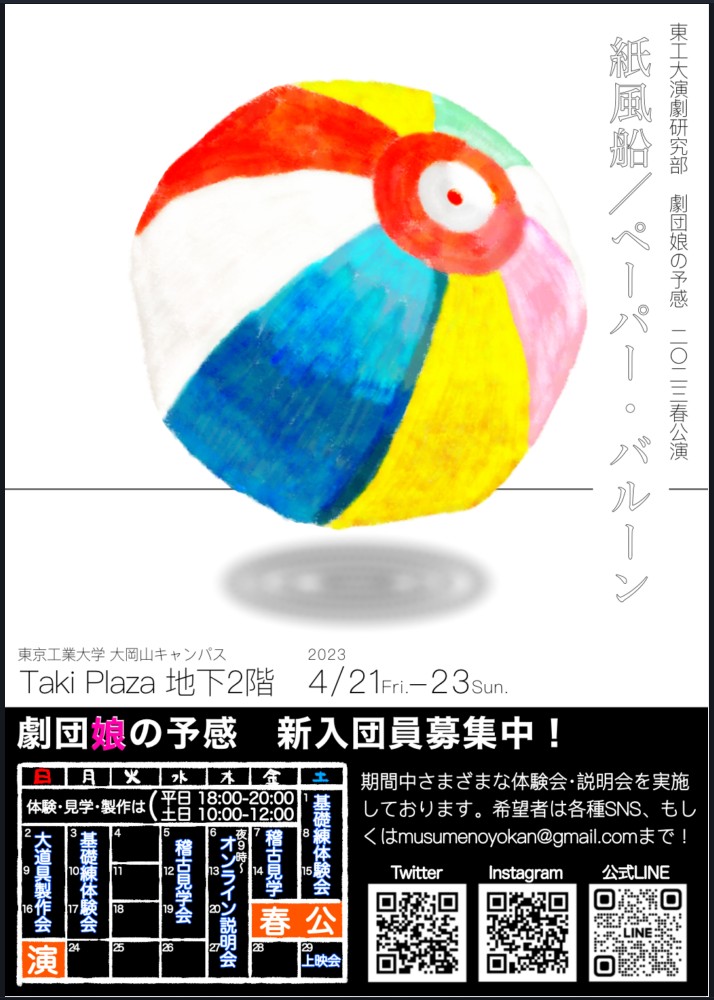 東工大演劇研究部 劇団娘の予感 二〇二三春公演
紙風船／ペーパー・バルーン
東京工業大学 大岡山キャンパス
Taki Plaza 地下2階
2023
4/21Fri.–23Sun.
劇団娘の予感 新入団員募集中！
日 月 火 水 木 金 土
体験・見学・製作は(平日 18:00-20:00
土日 10:00-12:00
1
基礎練体験会
2
大道具製作会
3
基礎練体験会
4
5
稽古見学会
6
夜9時〜
オンライン説明会
7
稽古見学
8
9
10
11
12
13
14
15
16
17
18
19
20
春公
演
24
25
26
27
28
29
上映会
期間中さまざまな体験会・説明会を実施
しております。希望者は各種SNS、もし
くはmusumenoyokan@gmail.comまで！
Twitter
Instagram
公式LINE
LINE